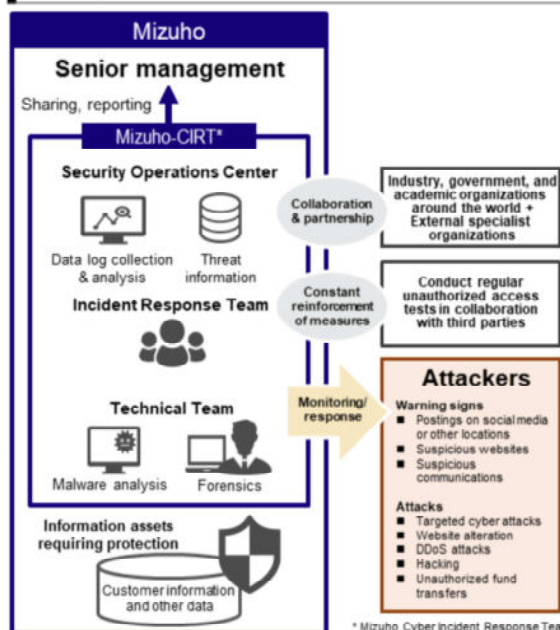 Mizuho
Senior management
Sharing, reporting
Mizuho-CIRT*
Security Operations Center
Data log collection
& analysis
Threat
information
Incident Response Team
Technical Team
Malware analysis
Forensics
Information assets
requiring protection
Customer information
and other data
Collaboration
& partnership
Industry, government, and
academic organizations
around the world +
External specialist
organizations
Constant
reinforcement
of measures
Conduct regular
unauthorized access
tests in collaboration
with third parties
Monitoring/
response
Attackers
Warning signs
■ Postings on social media
or other locations
■ Suspicious websites
■ Suspicious
communications
Attacks
■ Targeted cyber attacks
■ Website alteration
■ DDoS attacks
■ Hacking
■ Unauthorized fund
transfers
* Mizuho Cyber Incident Response Tea